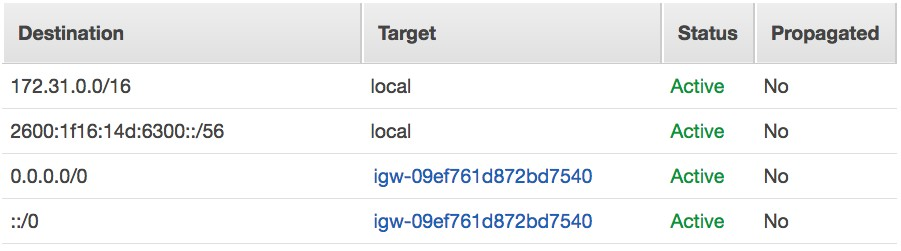 Destination Target Status Propagated
172.31.0.0/16 local Active No
2600:1f16:14d:6300::/56 local Active No
0.0.0.0/0 igw-09ef761d872bd7540 Active No
::/0 igw-09ef761d872bd7540 Active No